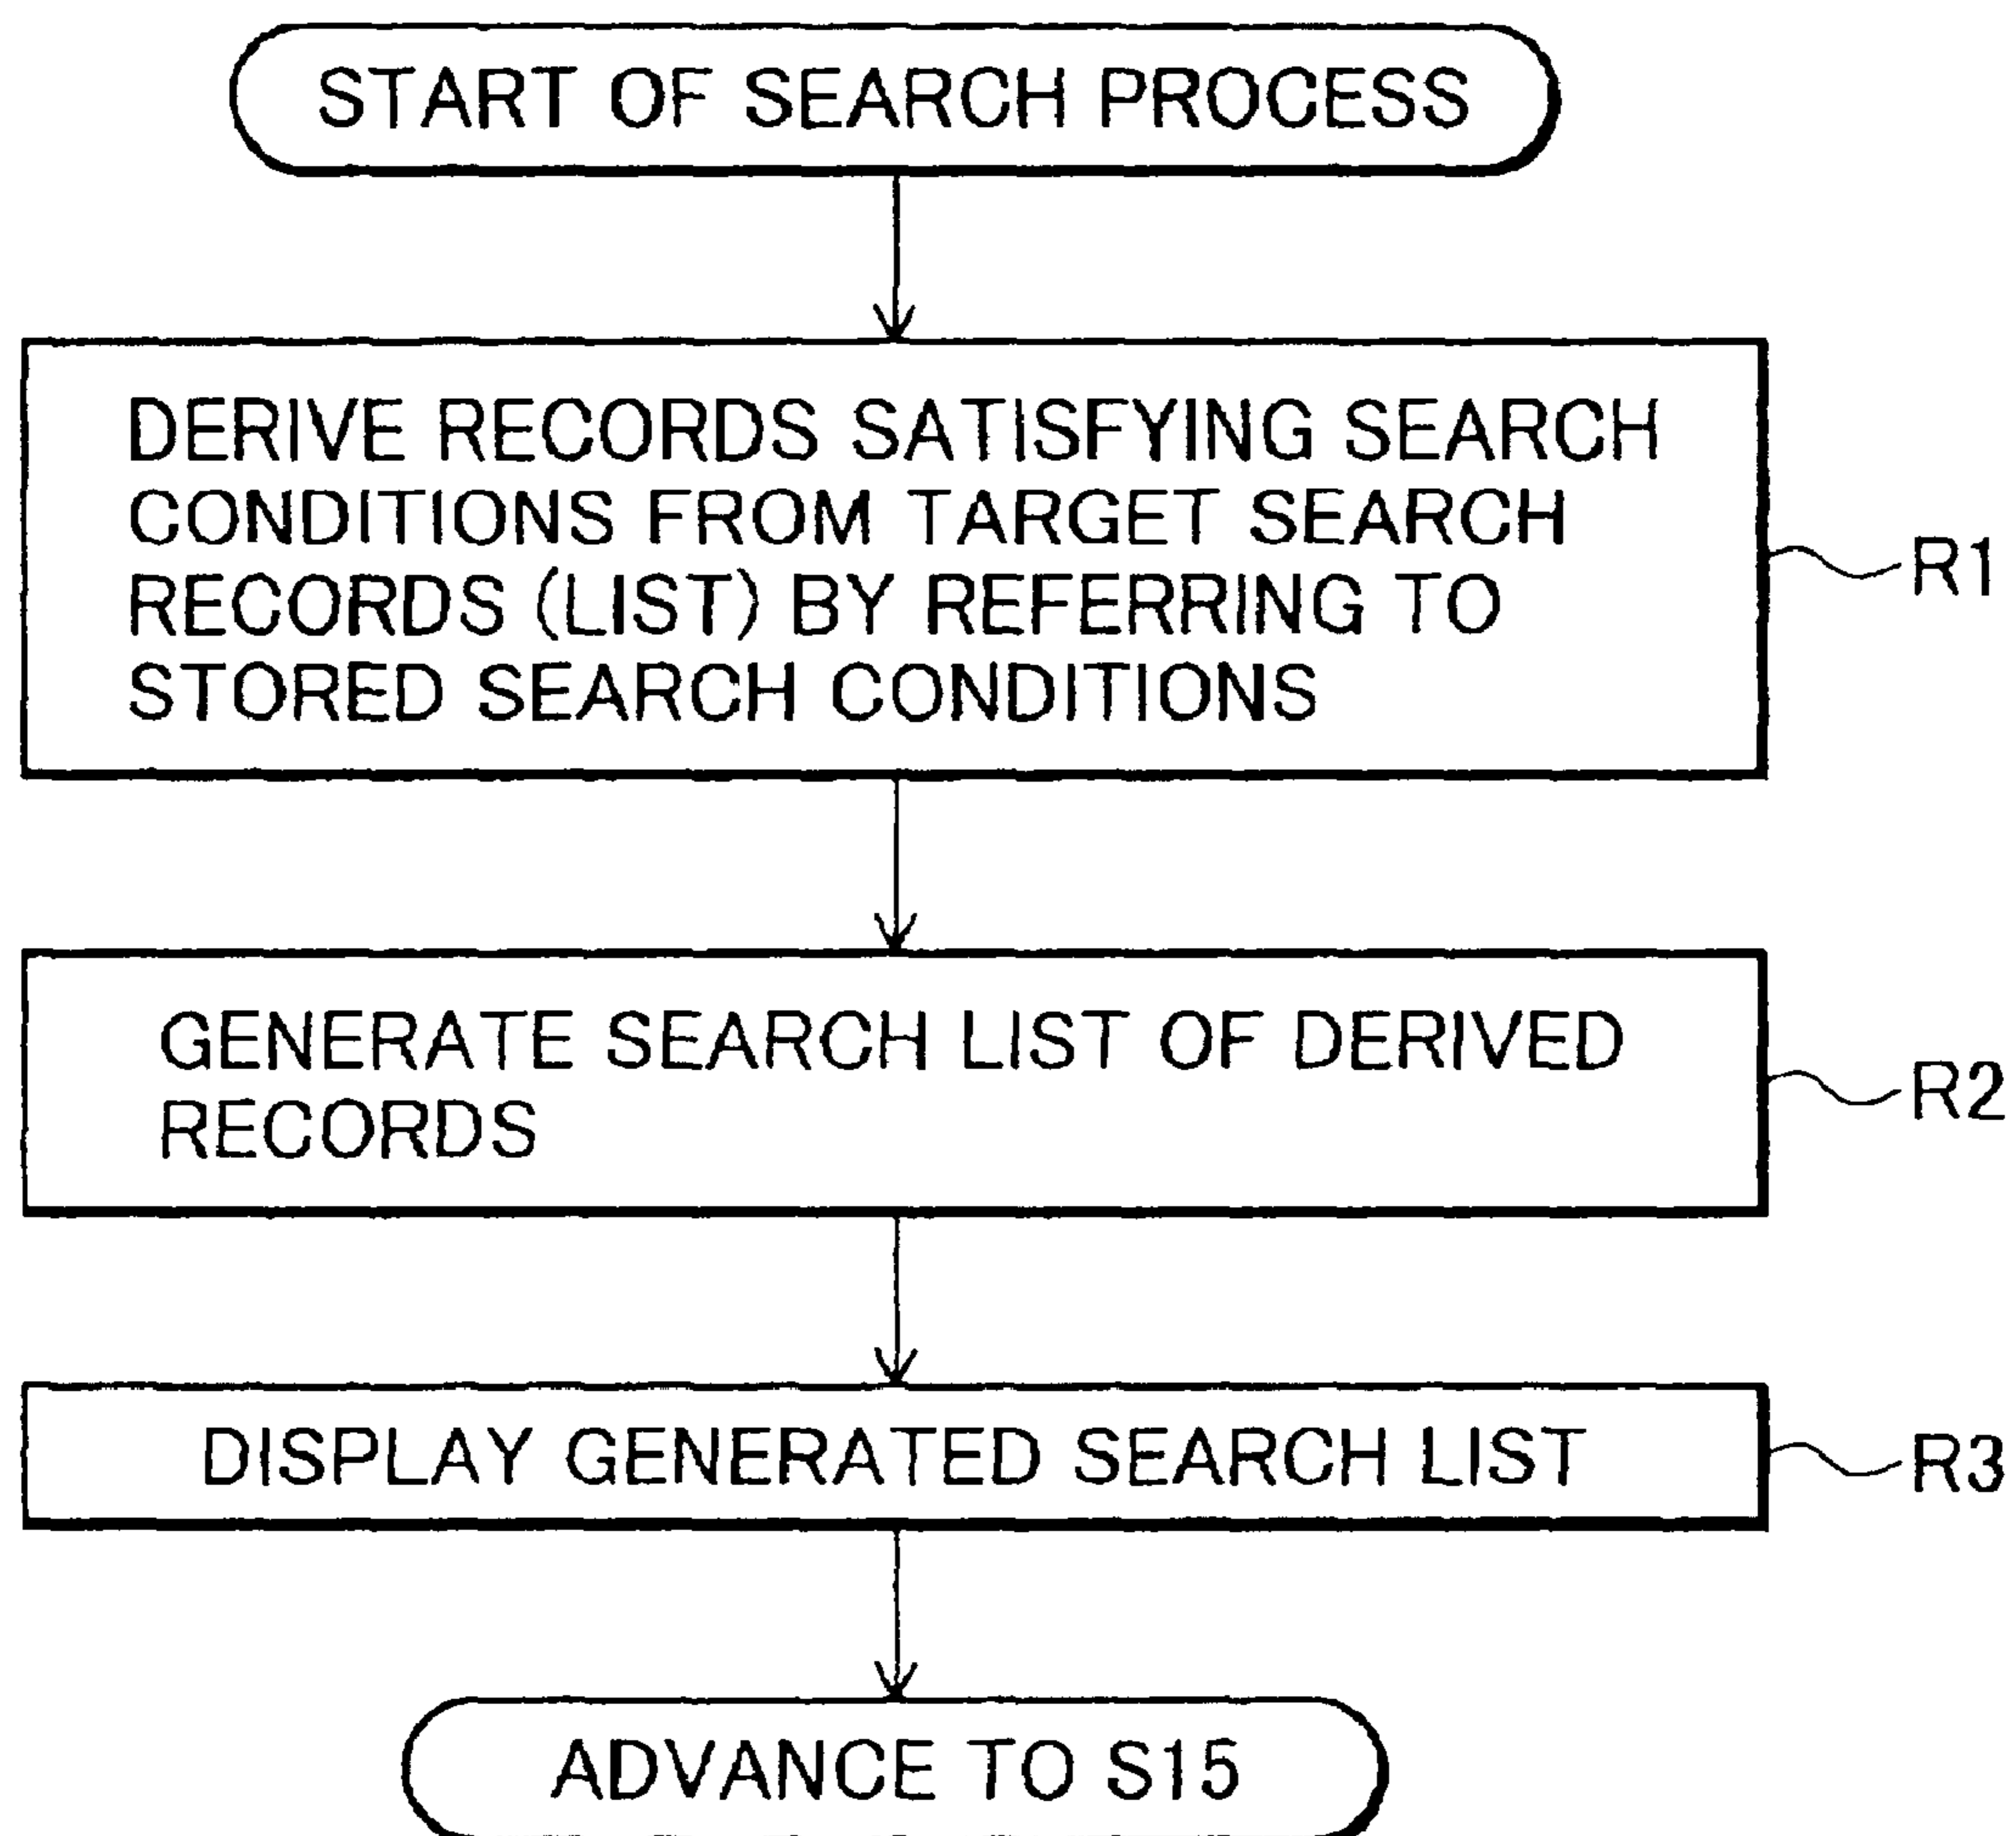 START OF SEARCH PROCESS
DERIVE RECORDS SATISFYING SEARCH
CONDITIONS FROM TARGET SEARCH
RECORDS (LIST) BY REFERRING TO
STORED SEARCH CONDITIONS
R1
GENERATE SEARCH LIST OF DERIVED
RECORDS
R2
DISPLAY GENERATED SEARCH LIST
R3
ADVANCE TO S15